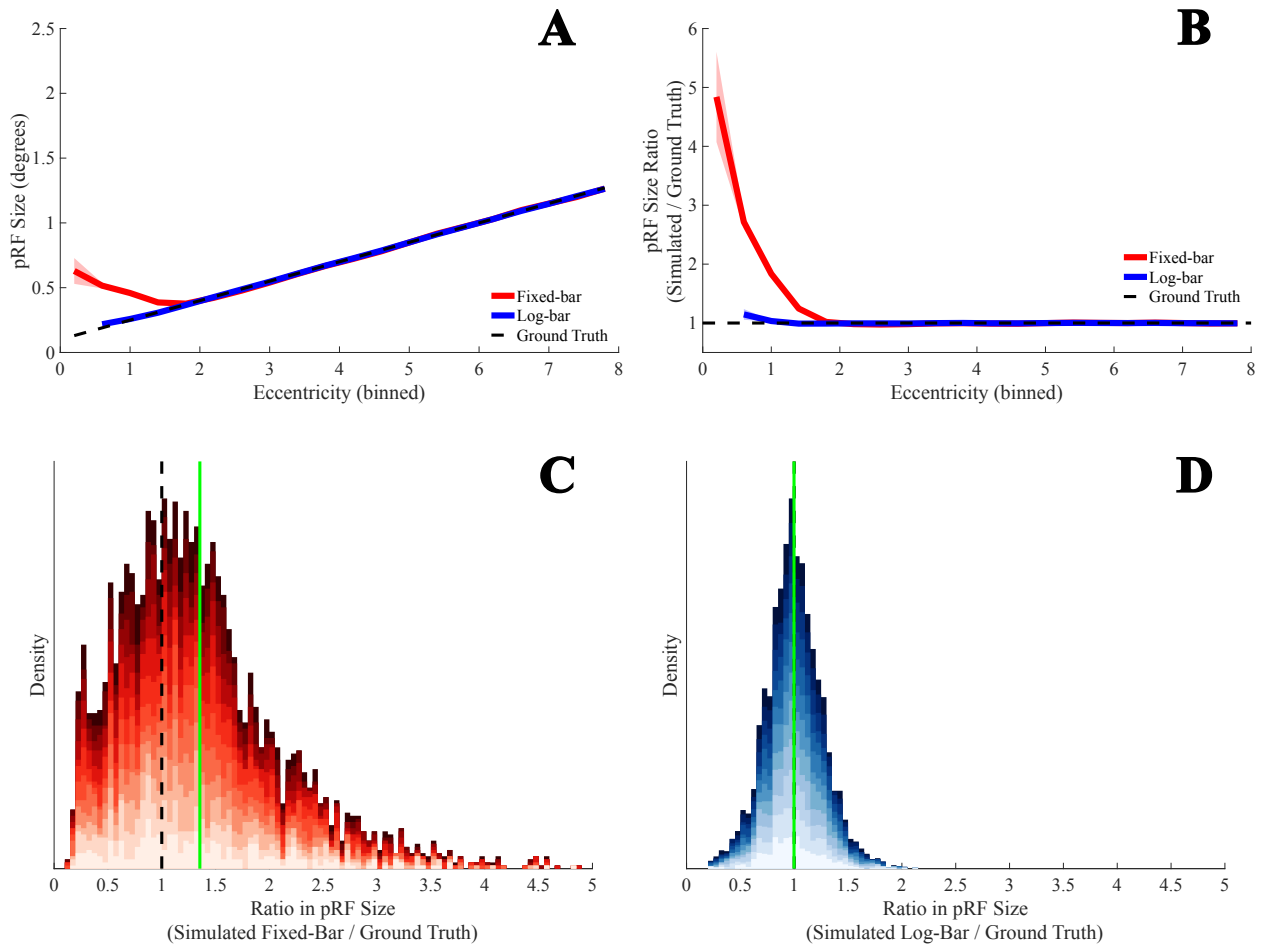 A
2.5
2
1.5
1
0.5
0
pRF Size (degrees)
Fixed-bar
Log-bar
Ground Truth
0 1 2 3 4 5 6 7 8
Eccentricity (binned)
B
6
5
4
3
2
1
pRF Size Ratio
(Simulated / Ground Truth)
Fixed-bar
Log-bar
Ground Truth
0 1 2 3 4 5 6 7 8
Eccentricity (binned)
C
Density
0 0.5 1 1.5 2 2.5 3 3.5 4 4.5 5
Ratio in pRF Size
(Simulated Fixed-Bar / Ground Truth)
D
Density
0 0.5 1 1.5 2 2.5 3 3.5 4 4.5 5
Ratio in pRF Size
(Simulated Log-Bar / Ground Truth)